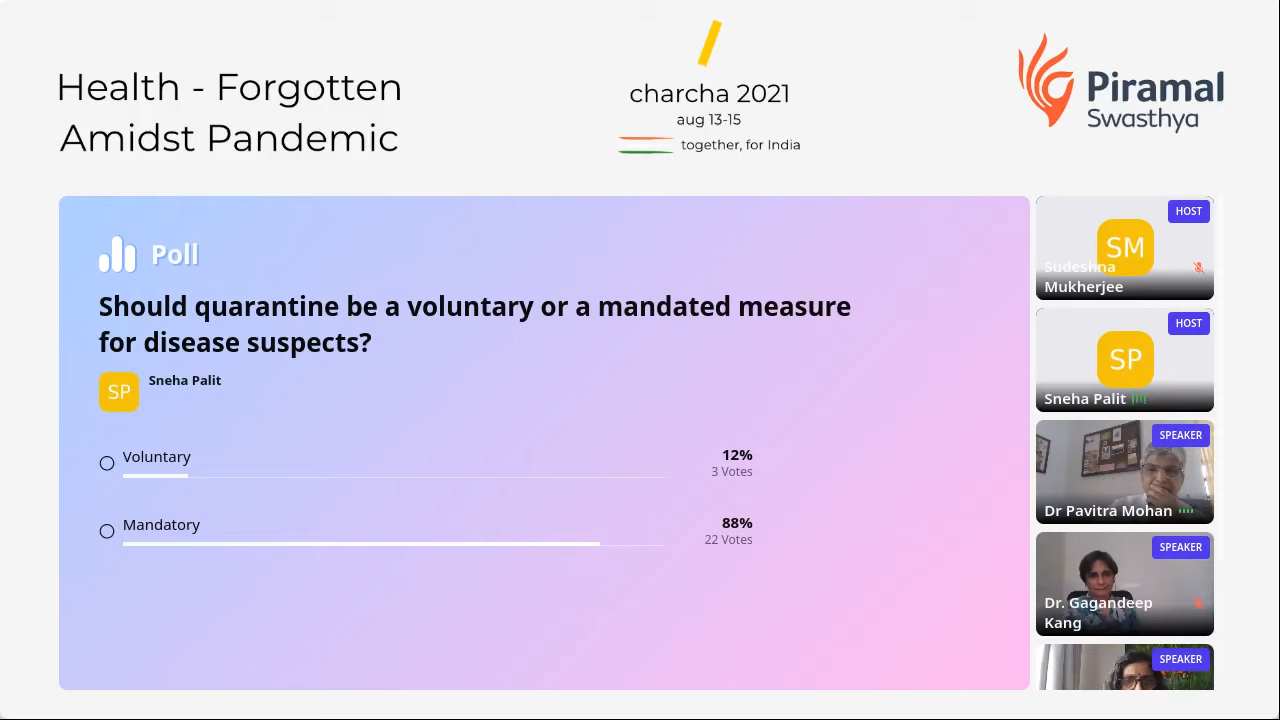 Health - Forgotten
Amidst Pandemic
charcha 2021
aug 13-15
together, for India
Piramal
Swasthya
Poll
Should quarantine be a voluntary or a mandated measure
for disease suspects?
SP
Sneha Palit
Voluntary
12%
3 Votes
Mandatory
88%
22 Votes
HOST
SM
Sudeshna
Mukherjee
HOST
SP
Sneha Palit
SPEAKER
Dr Pavitra Mohan
SPEAKER
Dr. Gagandeep
Kang
SPEAKER